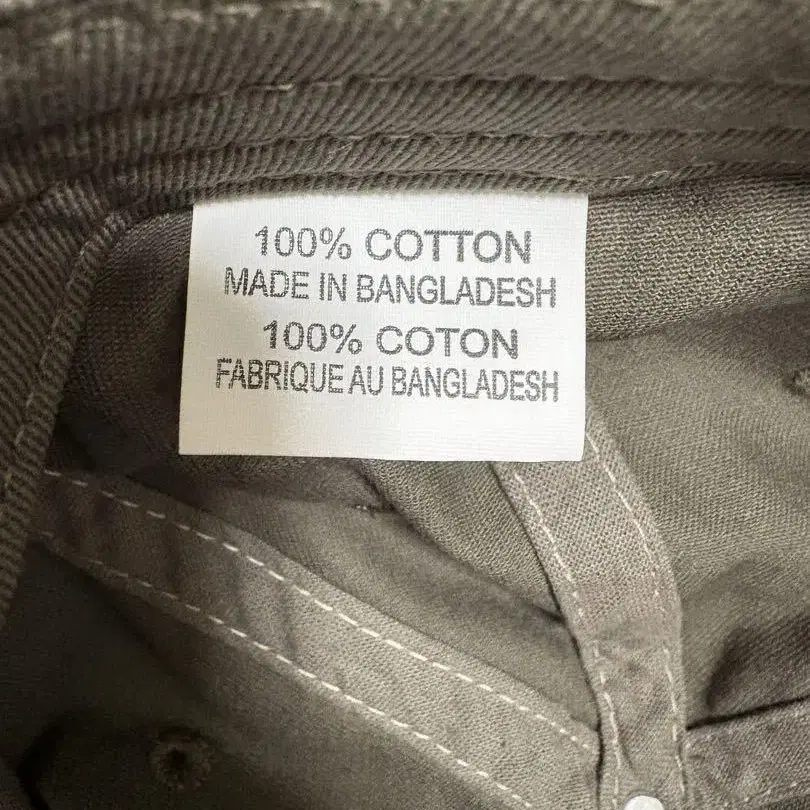 100% COTTON
MADE IN BANGLADESH
100% COTON
FABRIQUE AU BANGLADESH